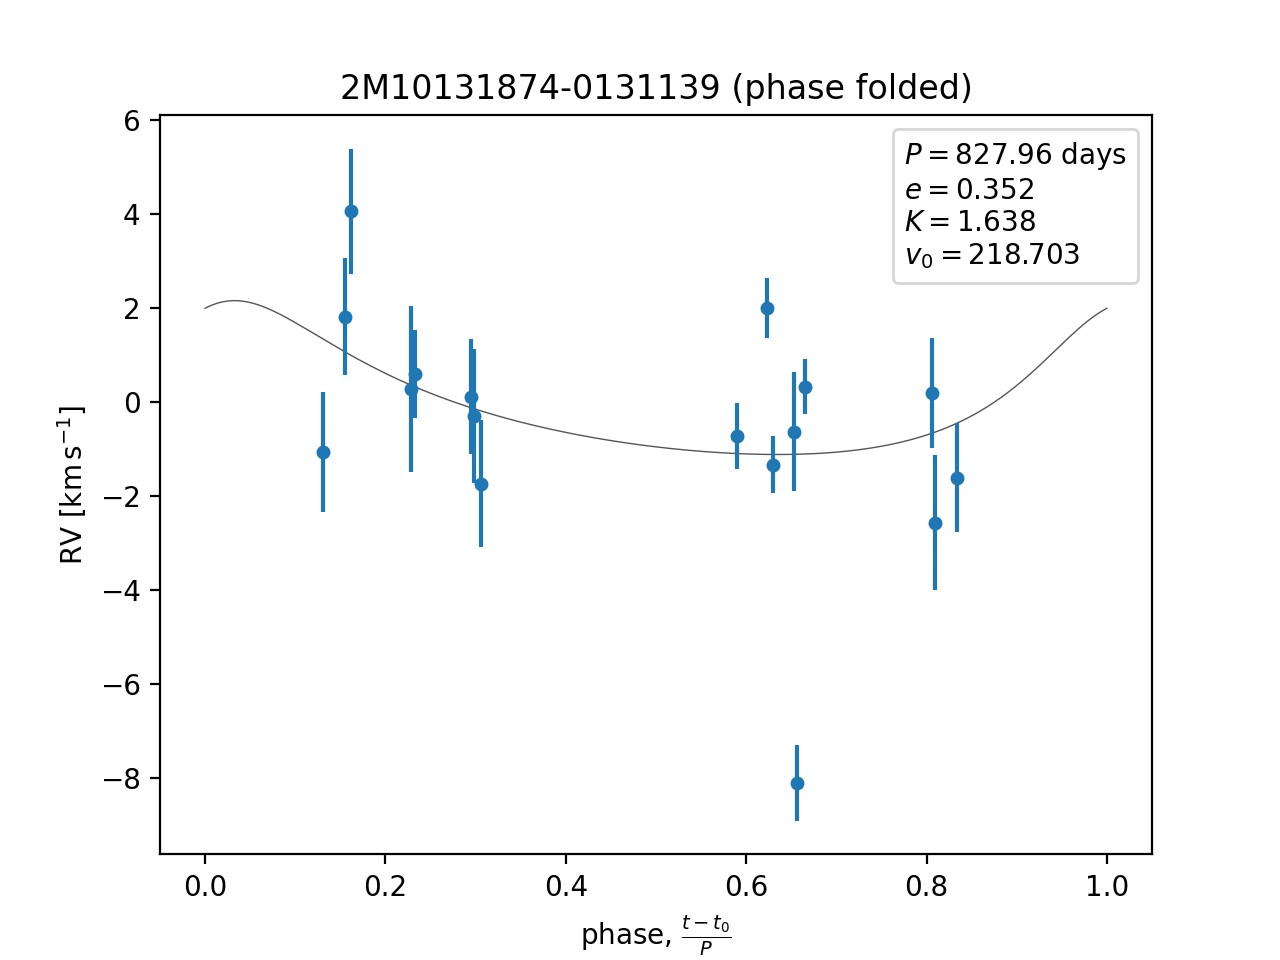 2M10131874-0131139 (phase folded)
P = 827.96 days
e = 0.352
K = 1.638
v₀ = 218.703
RV [km s⁻¹]
6
4
2
0
−2
−4
−6
−8
0.0 0.2 0.4 0.6 0.8 1.0
phase, (t − t₀)/P